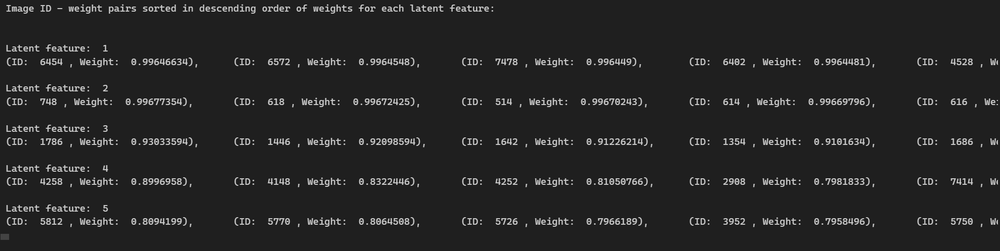 Image ID - weight pairs sorted in descending order of weights for each latent feature:
Latent feature:  1
(ID:  6454 , Weight:  0.99646634),      (ID:  6572 , Weight:  0.9964548),       (ID:  7478 , Weight:  0.996449),        (ID:  6402 , Weight:  0.9964481),       (ID:  4528 , We
Latent feature:  2
(ID:  748 , Weight:  0.99677354),       (ID:  618 , Weight:  0.99672425),       (ID:  514 , Weight:  0.99670243),       (ID:  614 , Weight:  0.99669796),       (ID:  616 , Wei
Latent feature:  3
(ID:  1786 , Weight:  0.93033594),      (ID:  1446 , Weight:  0.92098594),      (ID:  1642 , Weight:  0.91226214),      (ID:  1354 , Weight:  0.9101634),       (ID:  1686 , We
Latent feature:  4
(ID:  4258 , Weight:  0.8996958),       (ID:  4148 , Weight:  0.8322446),       (ID:  4252 , Weight:  0.81050766),      (ID:  2908 , Weight:  0.7981833),       (ID:  7414 , We
Latent feature:  5
(ID:  5812 , Weight:  0.8094199),       (ID:  5770 , Weight:  0.8064508),       (ID:  5726 , Weight:  0.7966189),       (ID:  3952 , Weight:  0.7958496),       (ID:  5750 , We